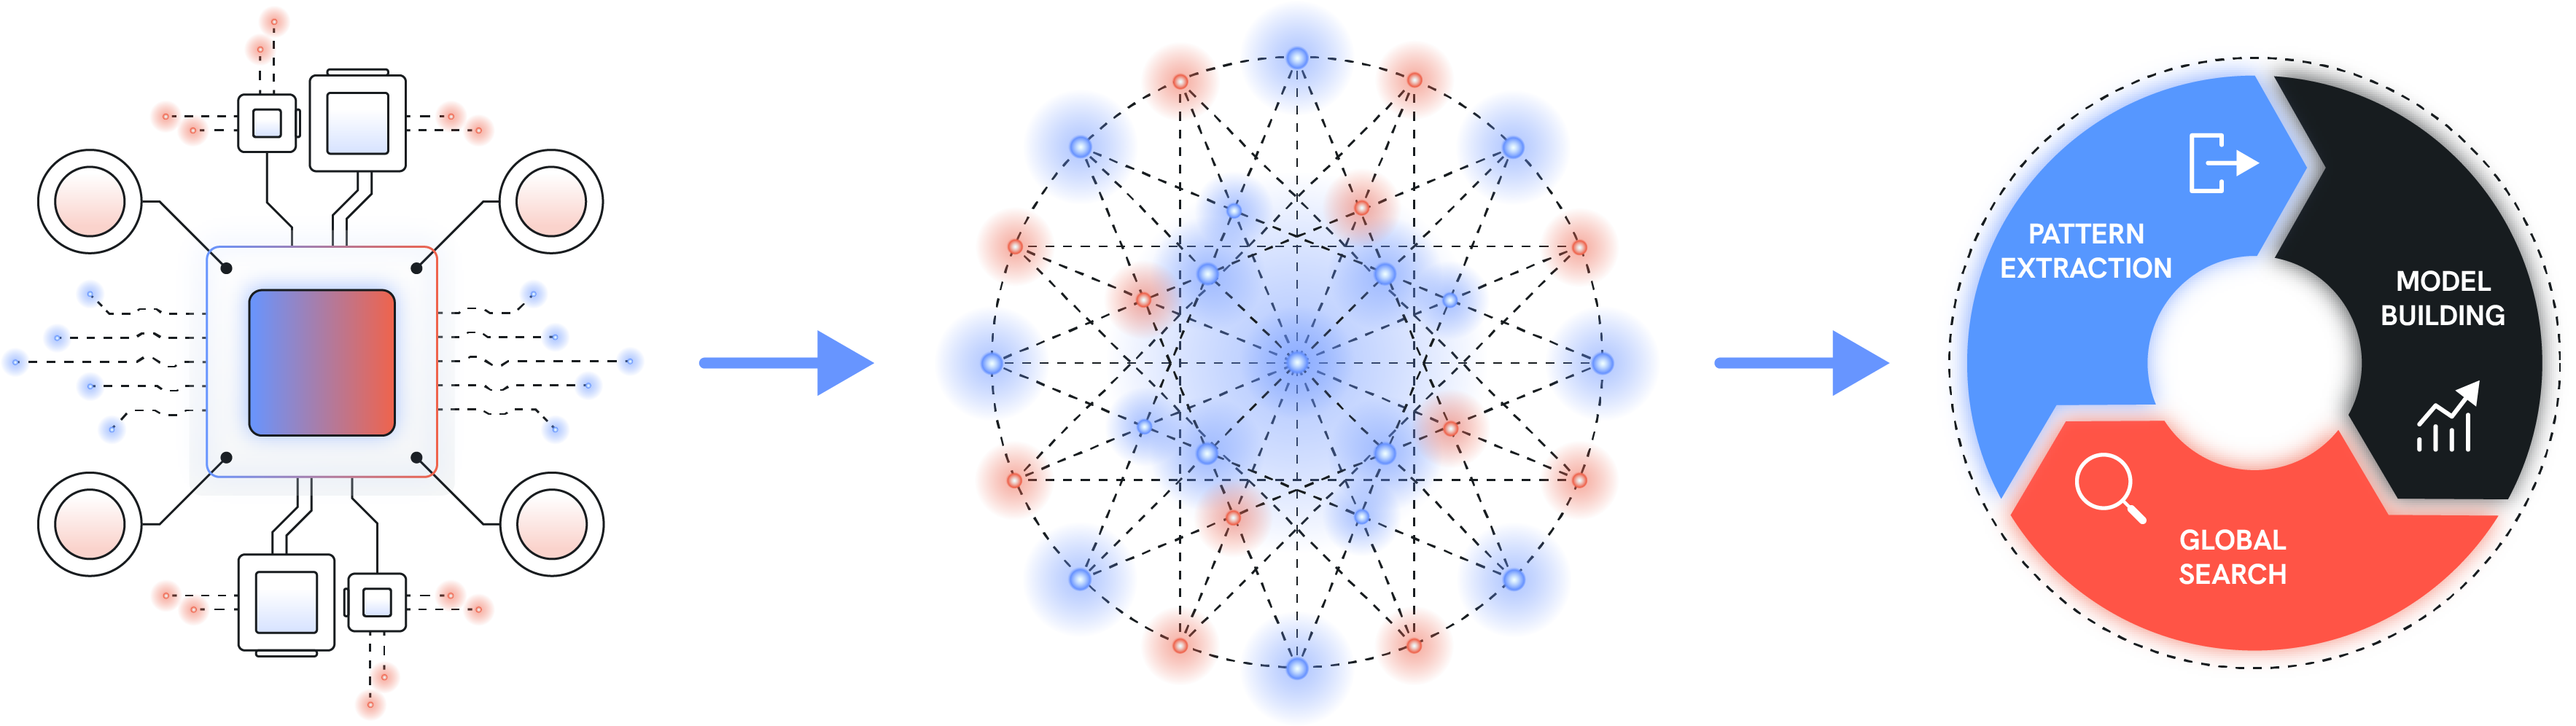 PATTERN
EXTRACTION
MODEL
BUILDING
GLOBAL
SEARCH